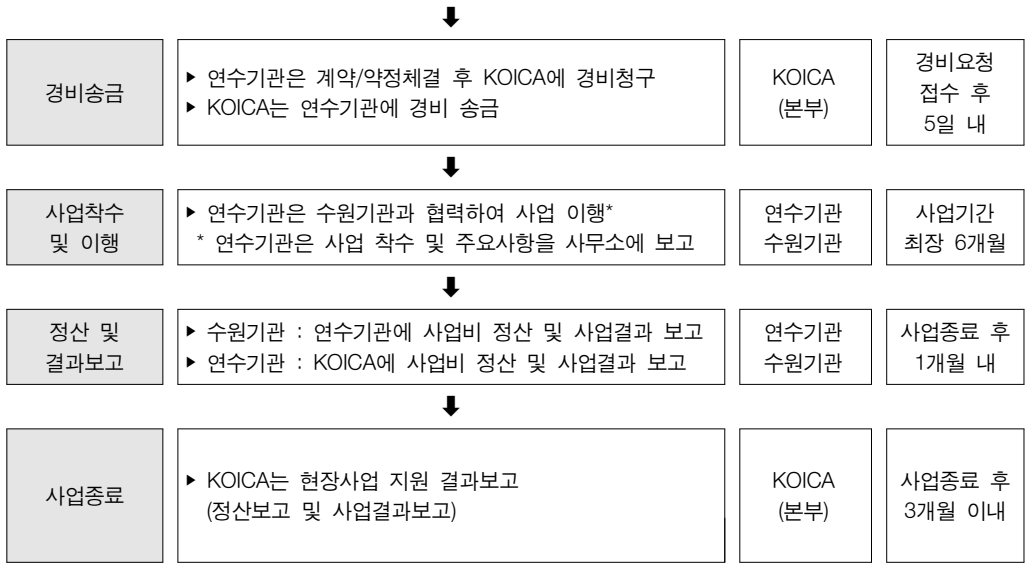 ⬇
경비송금
▶ 연수기관은 계약/약정체결 후 KOICA에 경비청구
▶ KOICA는 연수기관에 경비 송금
KOICA
(본부)
경비요청
접수 후
5일 내
⬇
사업착수
및 이행
▶ 연수기관은 수원기관과 협력하여 사업 이행*
* 연수기관은 사업 착수 및 주요사항을 사무소에 보고
연수기관
수원기관
사업기간
최장 6개월
⬇
정산 및
결과보고
▶ 수원기관 : 연수기관에 사업비 정산 및 사업결과 보고
▶ 연수기관 : KOICA에 사업비 정산 및 사업결과 보고
연수기관
수원기관
사업종료 후
1개월 내
⬇
사업종료
▶ KOICA는 현장사업 지원 결과보고
(정산보고 및 사업결과보고)
KOICA
(본부)
사업종료 후
3개월 이내